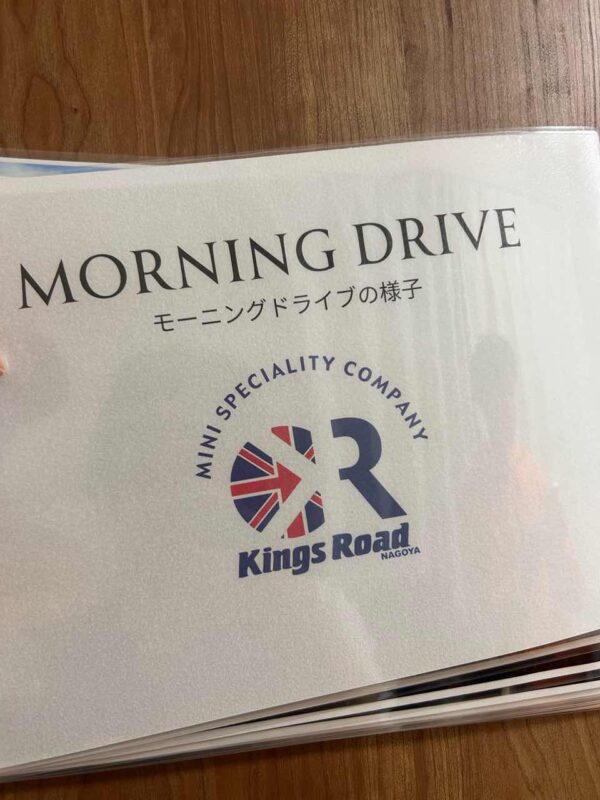 MORNING DRIVE
モーニングドライブの様子
MINI SPECIALITY COMPANY
R
Kings Road
NAGOYA